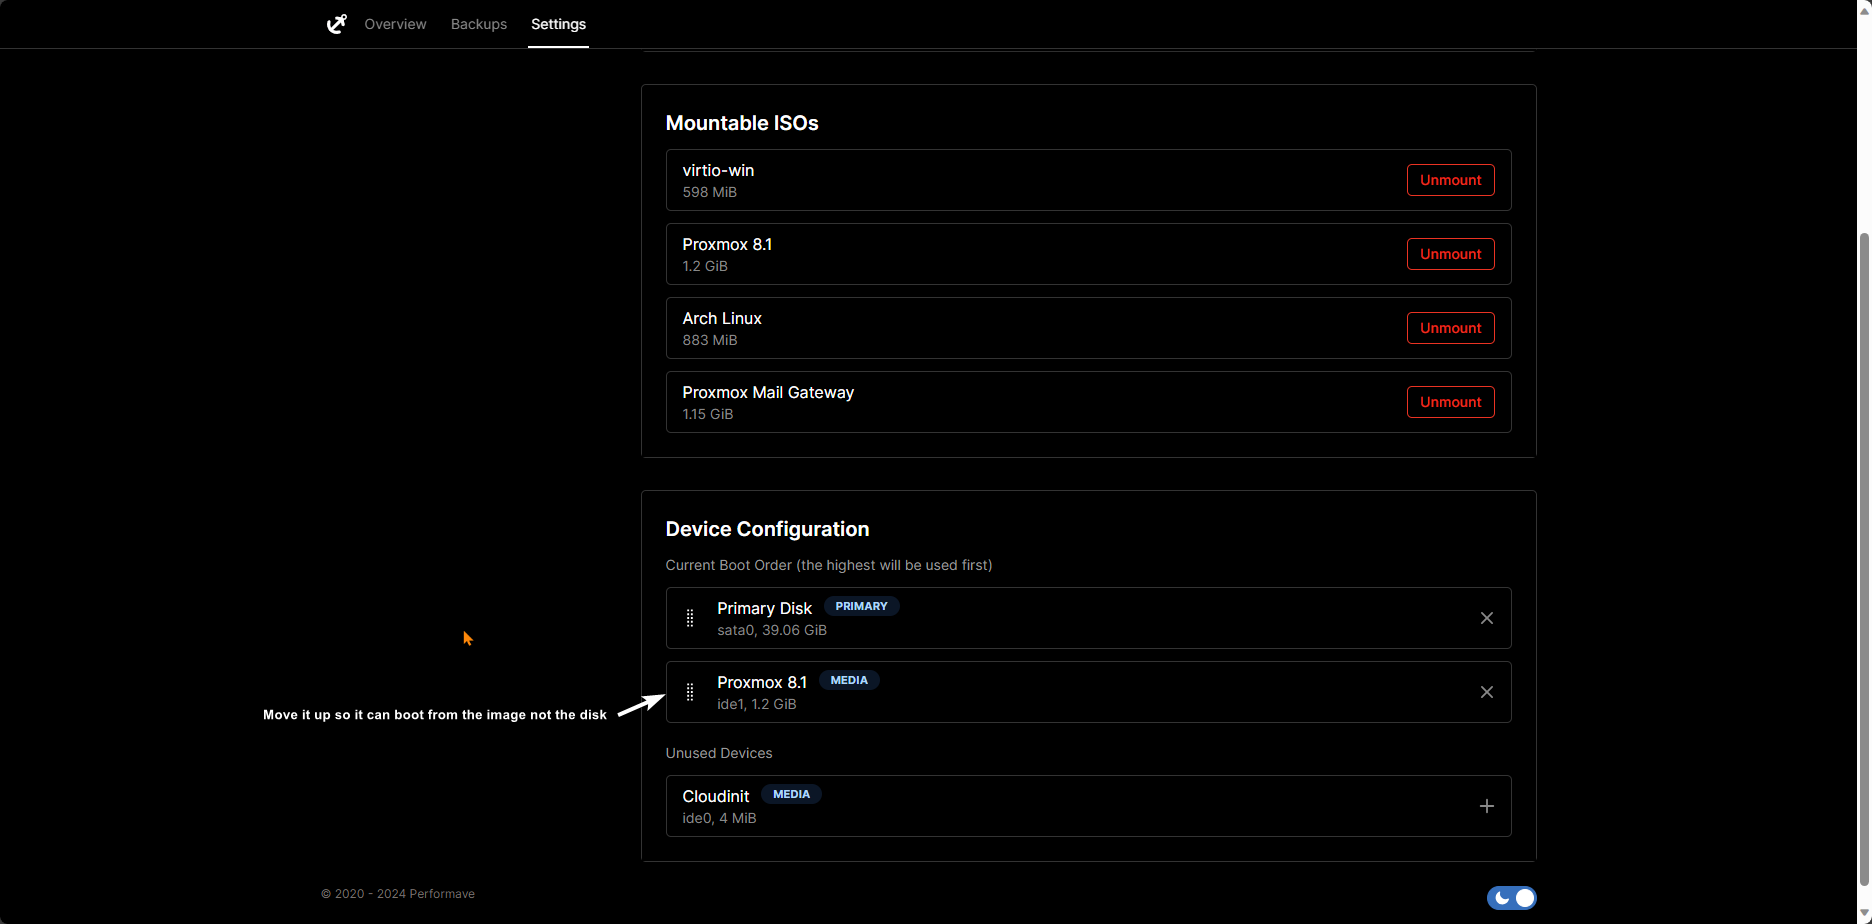 Overview Backups Settings
Mountable ISOs
virtio-win
598 MiB
Unmount
Proxmox 8.1
1.2 GiB
Unmount
Arch Linux
883 MiB
Unmount
Proxmox Mail Gateway
1.15 GiB
Unmount
Device Configuration
Current Boot Order (the highest will be used first)
Primary Disk PRIMARY
sata0, 39.06 GiB
Proxmox 8.1 MEDIA
ide1, 1.2 GiB
Move it up so it can boot from the image not the disk
Unused Devices
Cloudinit MEDIA
ide0, 4 MiB
© 2020 - 2024 Performave